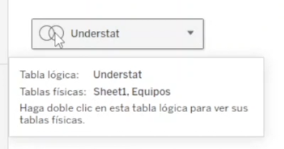 Understat
Tabla lógica: Understat
Tablas físicas: Sheet1, Equipos
Haga doble clic en esta tabla lógica para ver sus
tablas físicas.